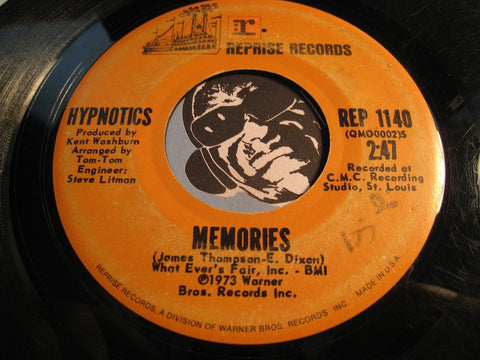 REPRISE RECORDS
HYPNOTICS
Produced by
Kent Washburn
Arranged by
Tom-Tom
Engineer:
Steve Litman
REP 1140
(QMO0002)S
2:47
Recorded at
C.M.C. Recording
Studio, St. Louis
MEMORIES
(James Thompson-E. Dixon)
What Ever's Fair, Inc. - BMI
℗1973 Warner
Bros. Records Inc.
REPRISE RECORDS, A DIVISION OF WARNER BROS. RECORDS INC. MADE IN U.S.A.